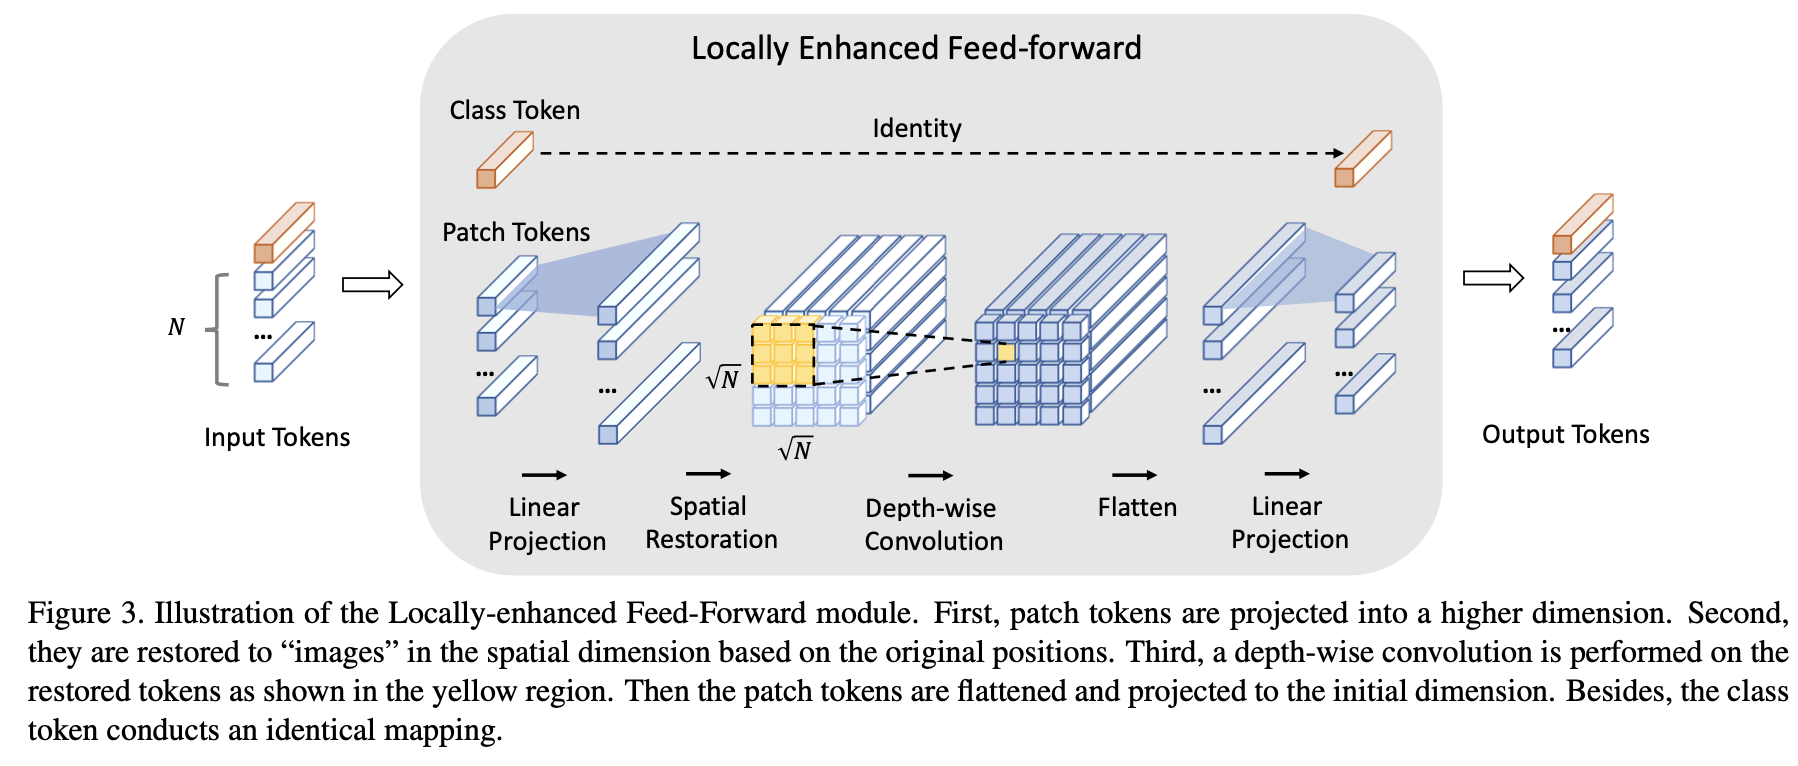 Locally Enhanced Feed-forward
Class Token
Identity
Patch Tokens
N
...
...
...
...
...
...
√N
√N
Input Tokens
Output Tokens
Linear
Projection
Spatial
Restoration
Depth-wise
Convolution
Flatten
Linear
Projection
Figure 3. Illustration of the Locally-enhanced Feed-Forward module. First, patch tokens are projected into a higher dimension. Second,
they are restored to “images” in the spatial dimension based on the original positions. Third, a depth-wise convolution is performed on the
restored tokens as shown in the yellow region. Then the patch tokens are flattened and projected to the initial dimension. Besides, the class
token conducts an identical mapping.